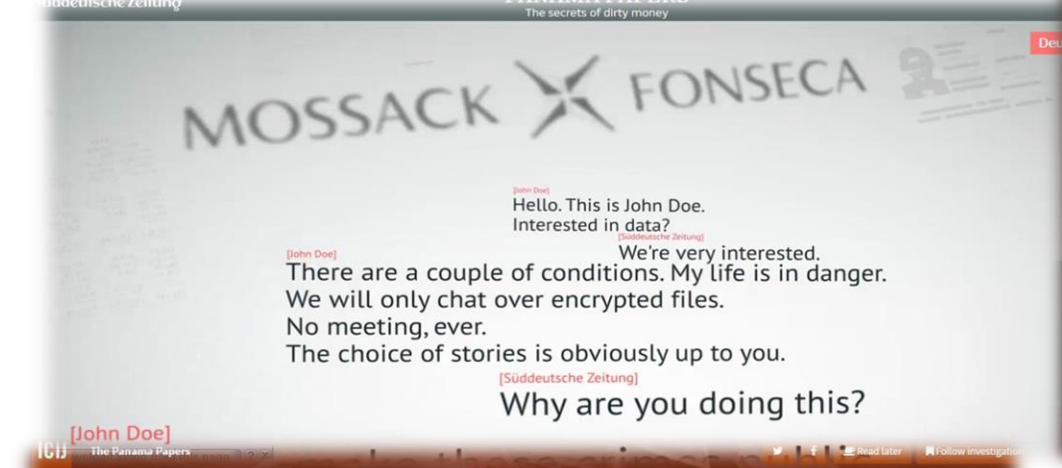 The secrets of dirty money
MOSSACK FONSECA
[John Doe]
Hello. This is John Doe.
Interested in data?
[Süddeutsche Zeitung]
We're very interested.
[John Doe]
There are a couple of conditions. My life is in danger.
We will only chat over encrypted files.
No meeting, ever.
The choice of stories is obviously up to you.
[Süddeutsche Zeitung]
Why are you doing this?
[John Doe]
ICIJ The Panama Papers Read later Follow investigation